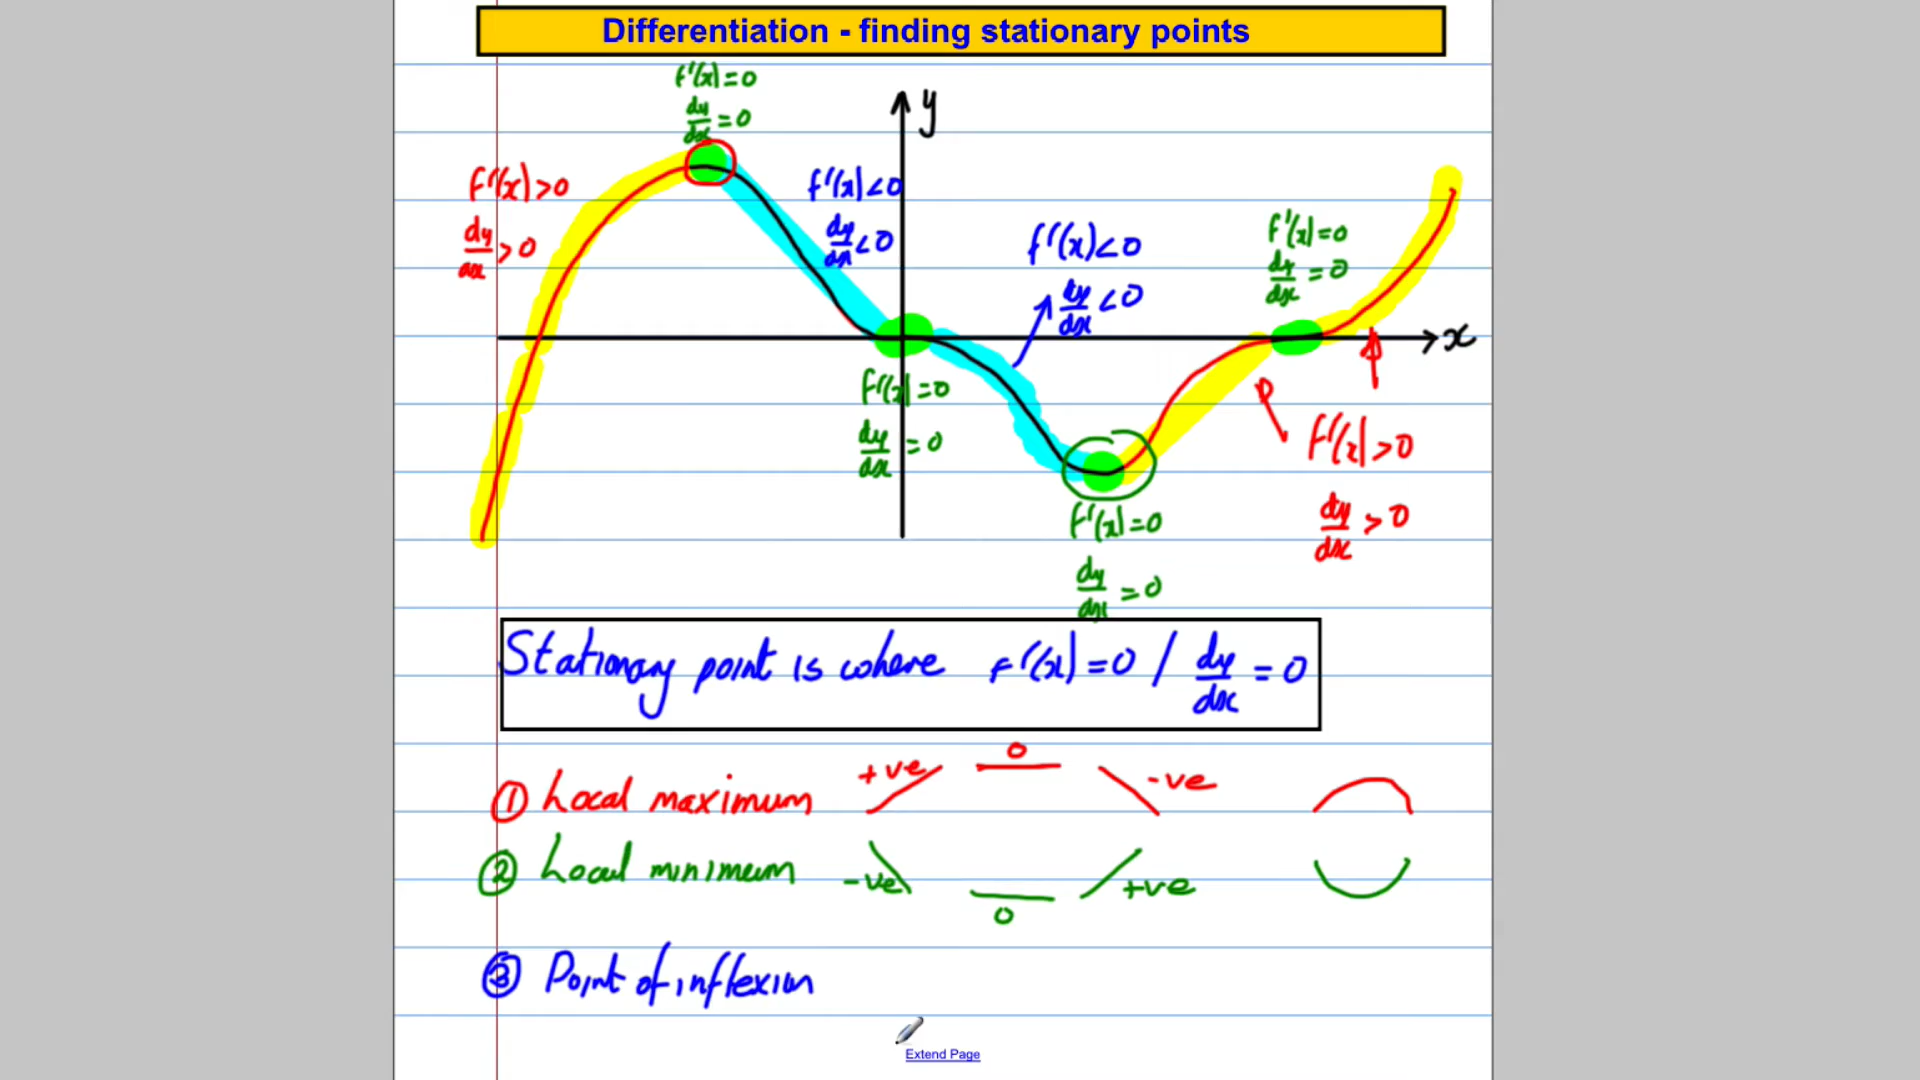 Differentiation - finding stationary points
f'(x)=0
dy/dx = 0
y
f'(x)>0
dy/dx > 0
f'(x)<0
dy/dx < 0
f'(x)<0
dy/dx < 0
f'(x)=0
dy/dx = 0
x
f'(x)=0
dy/dx = 0
f'(x)>0
dy/dx > 0
f'(x)=0
dy/dx = 0
Stationary point is where f'(x)=0 / dy/dx = 0
① Local maximum +ve 0 -ve
② Local minimum -ve 0 +ve
③ Point of inflexion
Extend Page